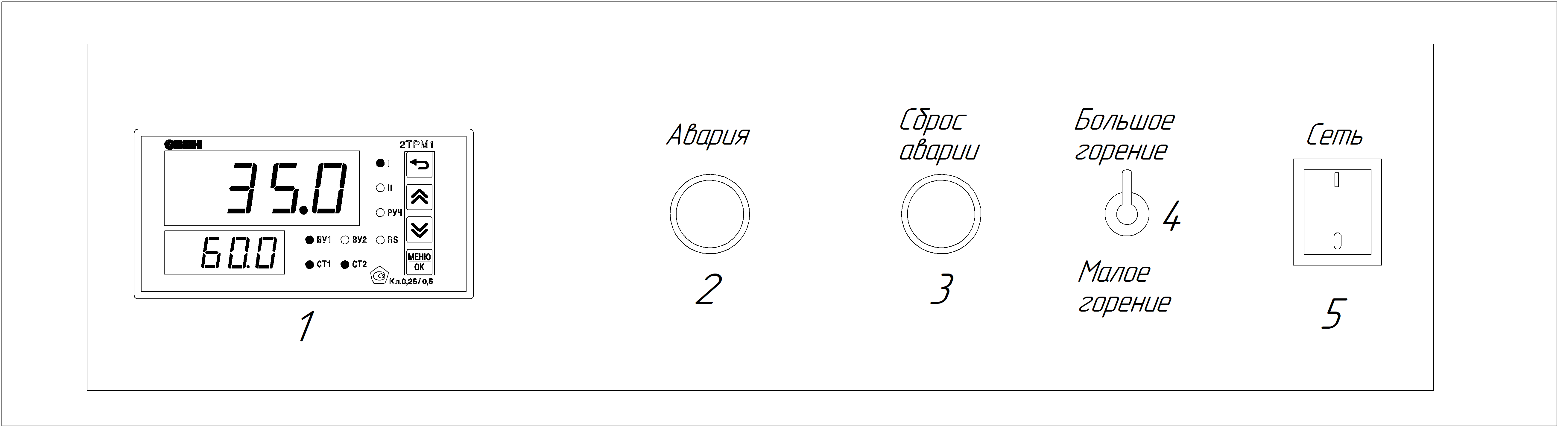 ОВЕН
2ТРМ1
35.0
I
II
РУЧ
60.0
ВУ1
ВУ2
RS
СТ1
СТ2
МЕНЮ
ОК
Кл.0,25/0,5
1
Авария
2
Сброс
аварии
3
Большое
горение
4
Малое
горение
Сеть
I
0
5